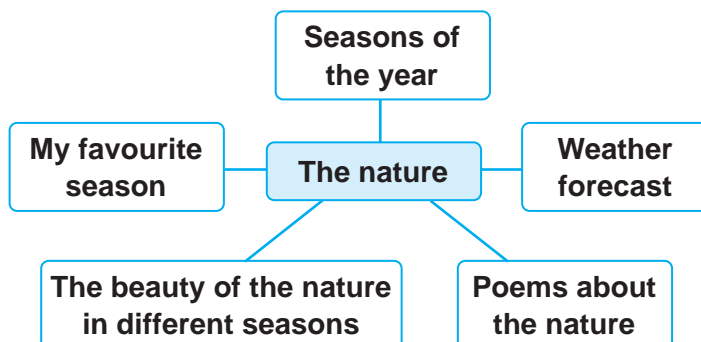 Seasons of
the year
My favourite
season
The nature
Weather
forecast
The beauty of the nature
in different seasons
Poems about
the nature